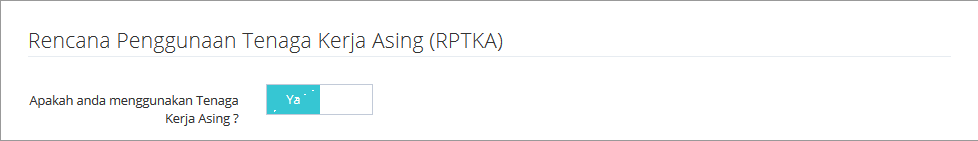 Rencana Penggunaan Tenaga Kerja Asing (RPTKA)
Apakah anda menggunakan Tenaga
Kerja Asing ?
Ya